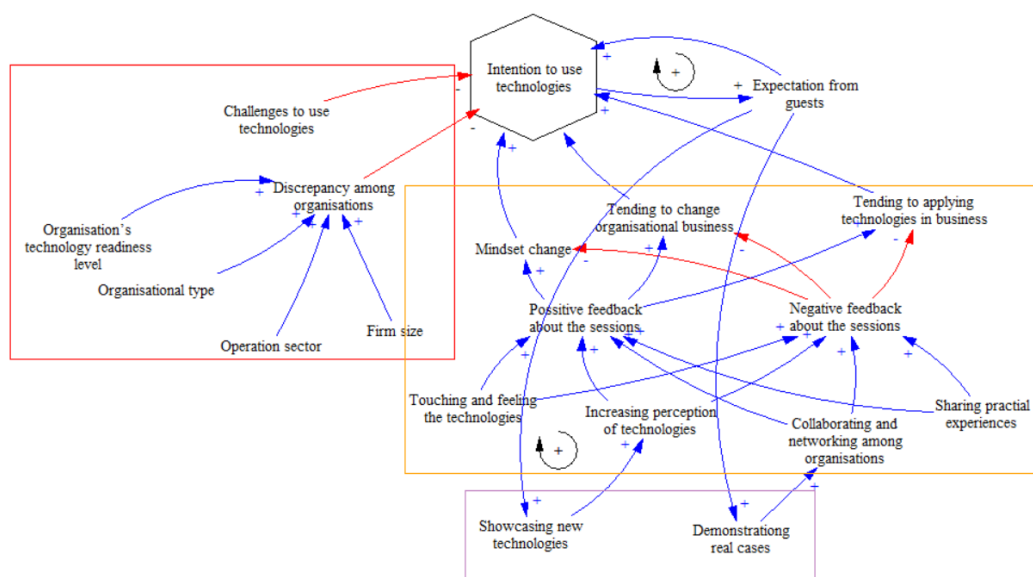 Intention to use
technologies
Expectation from
guests
Challenges to use
technologies
Discrepancy among
organisations
Organisation's
technology readiness
level
Organisational type
Operation sector
Firm size
Tending to change
organisational business
Tending to applying
technologies in business
Mindset change
Possitive feedback
about the sessions
Negative feedback
about the sessions
Touching and feeling
the technologies
Increasing perception
of technologies
Collaborating and
networking among
organisations
Sharing practial
experiences
Showcasing new
technologies
Demonstrationg
real cases